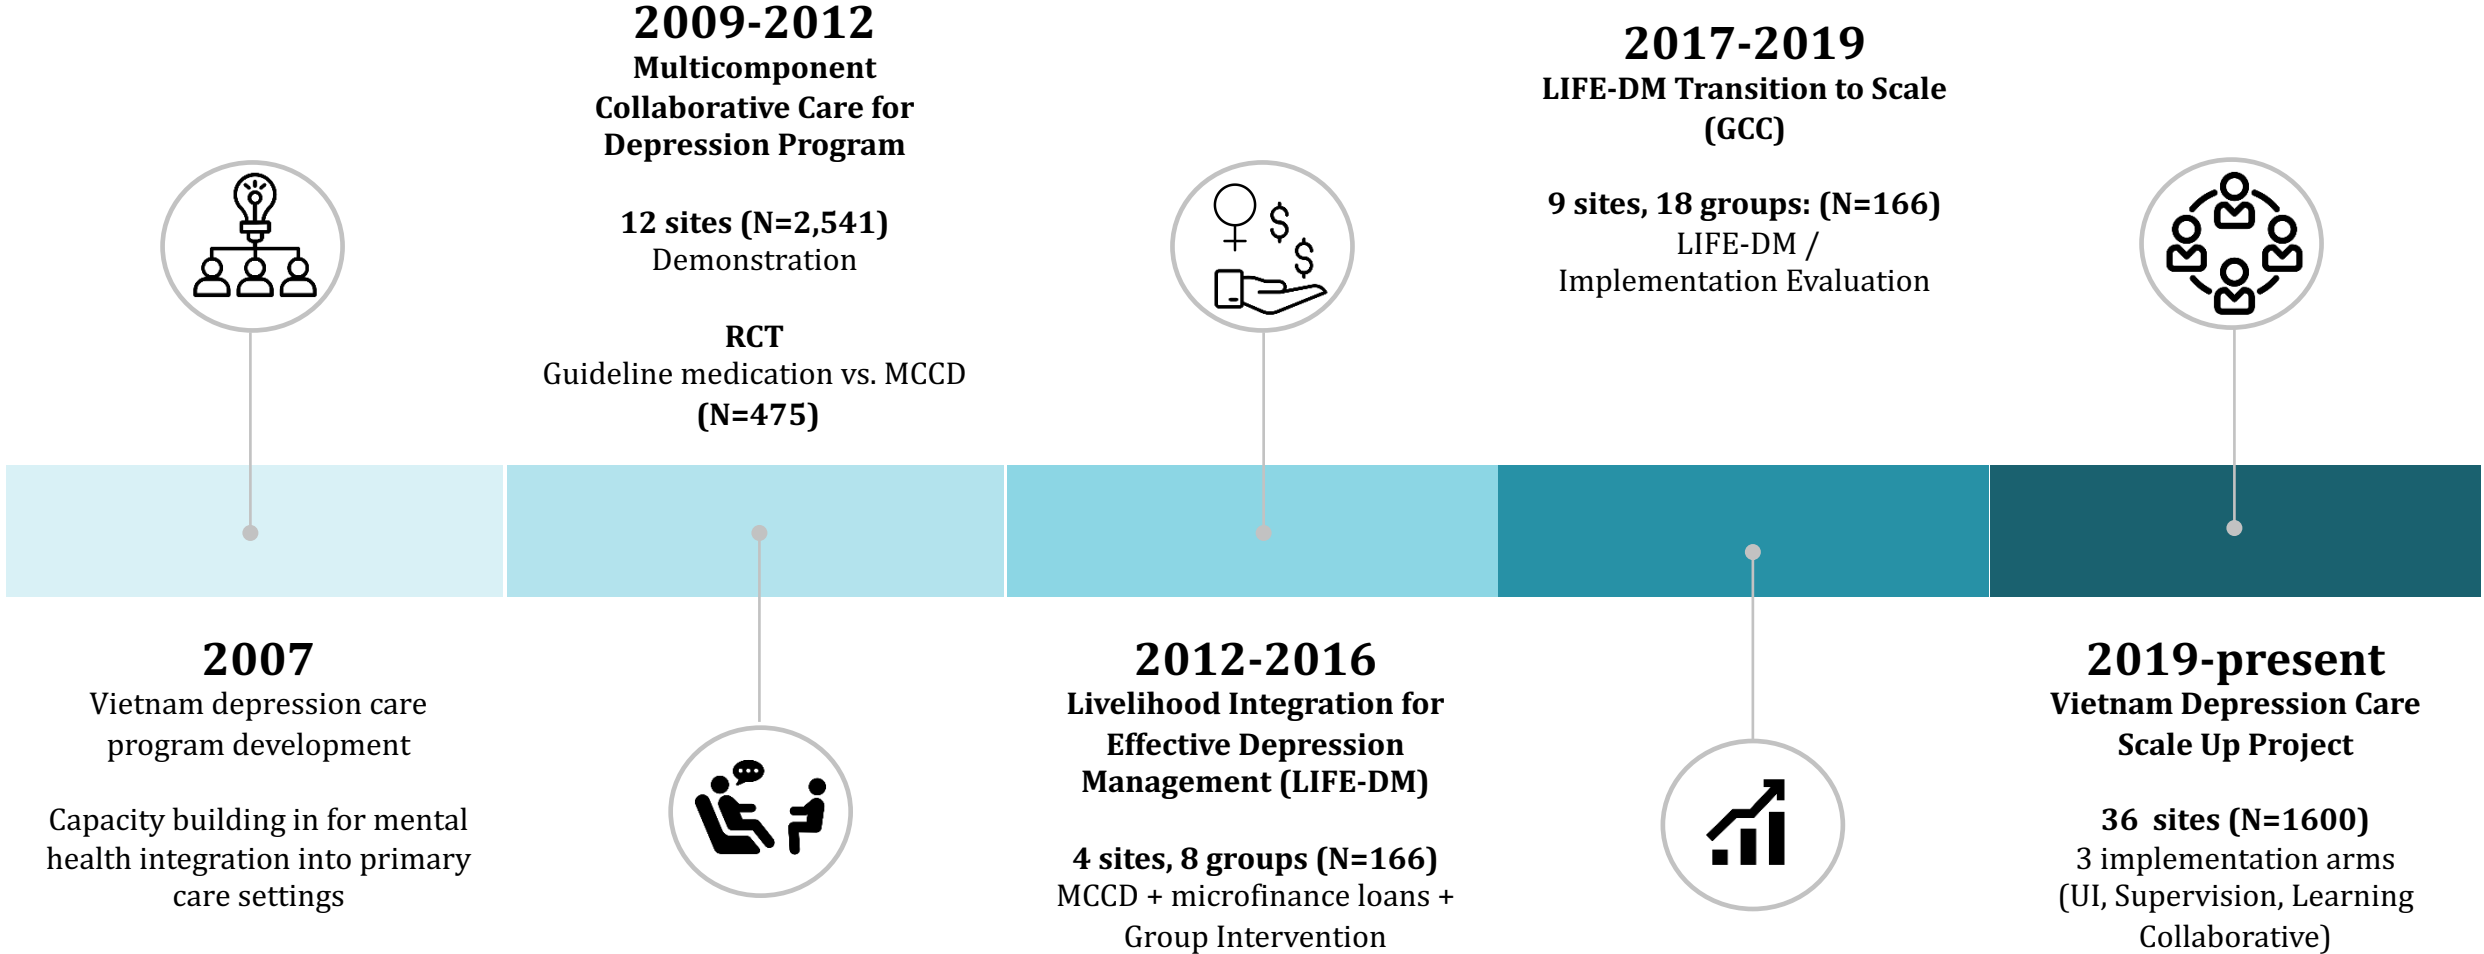 2007
Vietnam depression care
program development
Capacity building in for mental
health integration into primary
care settings
2009-2012
Multicomponent
Collaborative Care for
Depression Program
12 sites (N=2,541)
Demonstration
RCT
Guideline medication vs. MCCD
(N=475)
2012-2016
Livelihood Integration for
Effective Depression
Management (LIFE-DM)
4 sites, 8 groups (N=166)
MCCD + microfinance loans +
Group Intervention
2017-2019
LIFE-DM Transition to Scale
(GCC)
9 sites, 18 groups: (N=166)
LIFE-DM /
Implementation Evaluation
2019-present
Vietnam Depression Care
Scale Up Project
36 sites (N=1600)
3 implementation arms
(UI, Supervision, Learning
Collaborative)